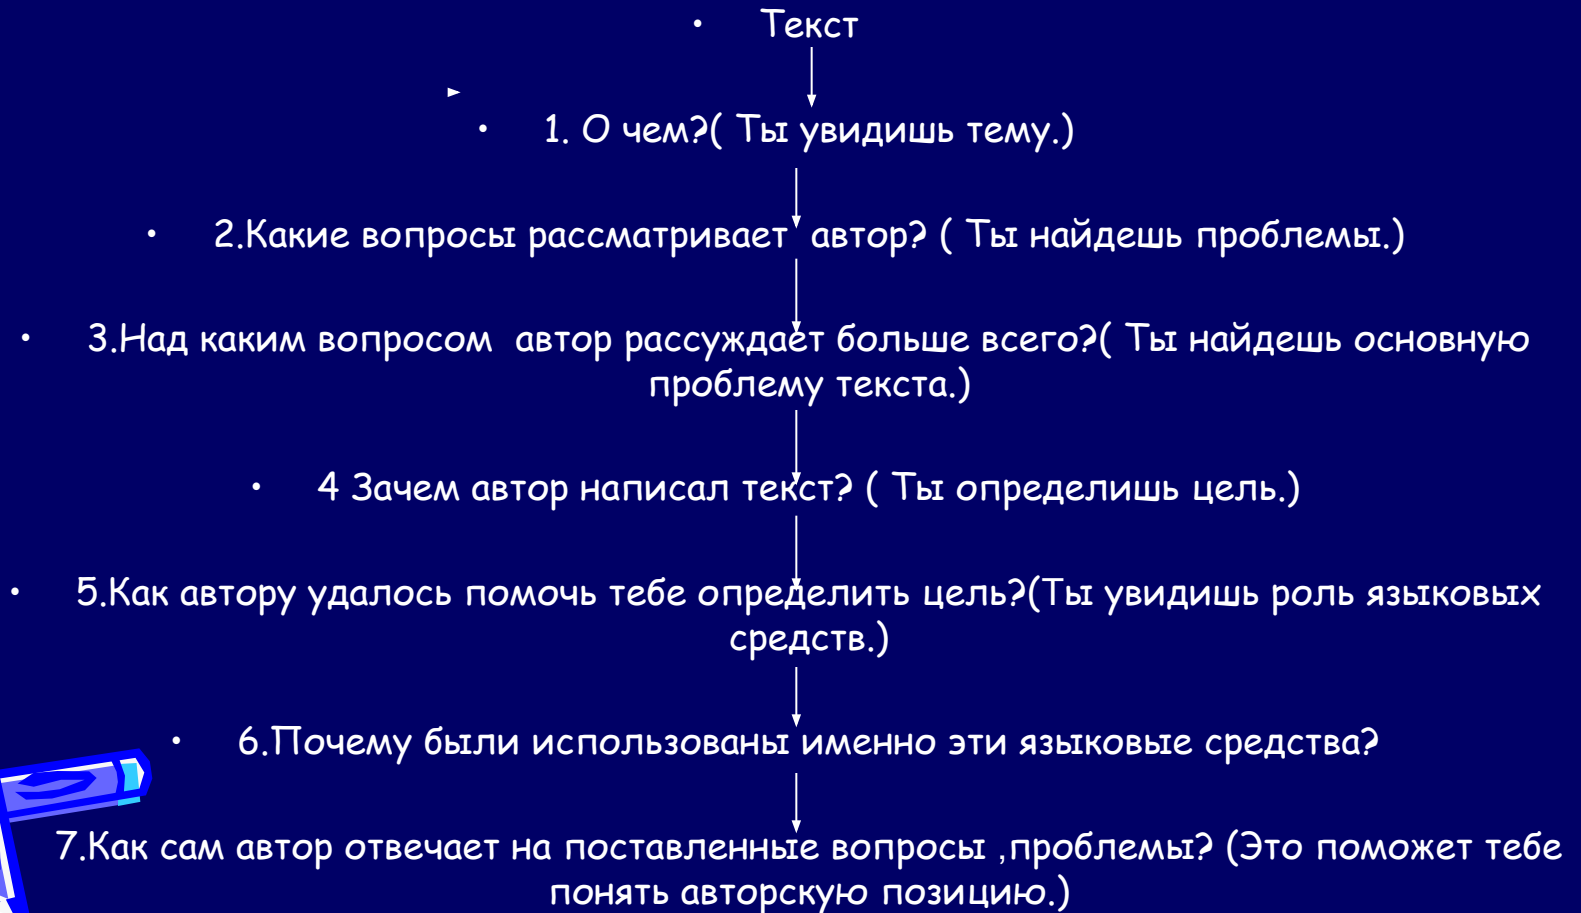 • Текст
• 1. О чем?( Ты увидишь тему.)
• 2.Какие вопросы рассматривает автор? ( Ты найдешь проблемы.)
• 3.Над каким вопросом автор рассуждает больше всего?( Ты найдешь основную
проблему текста.)
• 4 Зачем автор написал текст? ( Ты определишь цель.)
• 5.Как автору удалось помочь тебе определить цель?(Ты увидишь роль языковых
средств.)
• 6.Почему были использованы именно эти языковые средства?
7.Как сам автор отвечает на поставленные вопросы ,проблемы? (Это поможет тебе
понять авторскую позицию.)